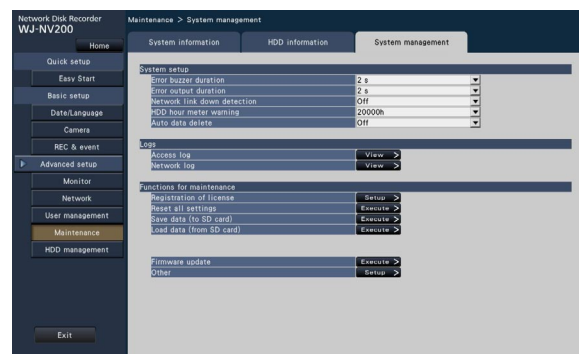 Network Disk Recorder
WJ-NV200
Home
Quick setup
Easy Start
Basic setup
Date/Language
Camera
REC & event
Advanced setup
Monitor
Network
User management
Maintenance
HDD management
Exit
Maintenance > System management
System information
HDD information
System management
System setup
Error buzzer duration 2 s
Error output duration 2 s
Network link down detection Off
HDD hour meter warning 20000h
Auto data delete Off
Logs
Access log View >
Network log View >
Functions for maintenance
Registration of license Setup >
Reset all settings Execute >
Save data (to SD card) Execute >
Load data (from SD card) Execute >
Firmware update Execute >
Other Setup >